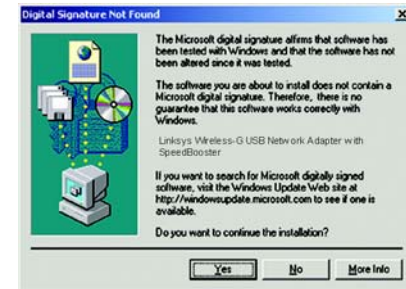 Digital Signature Not Found
The Microsoft digital signature affirms that software has
been tested with Windows and that the software has not
been altered since it was tested.
The software you are about to install does not contain a
Microsoft digital signature. Therefore, there is no
guarantee that this software works correctly with
Windows.
Linksys Wireless-G USB Network Adapter with
SpeedBooster
If you want to search for Microsoft digitally signed
software, visit the Windows Update Web site at
http://windowsupdate.microsoft.com to see if one is
available.
Do you want to continue the installation?
Yes No More Info